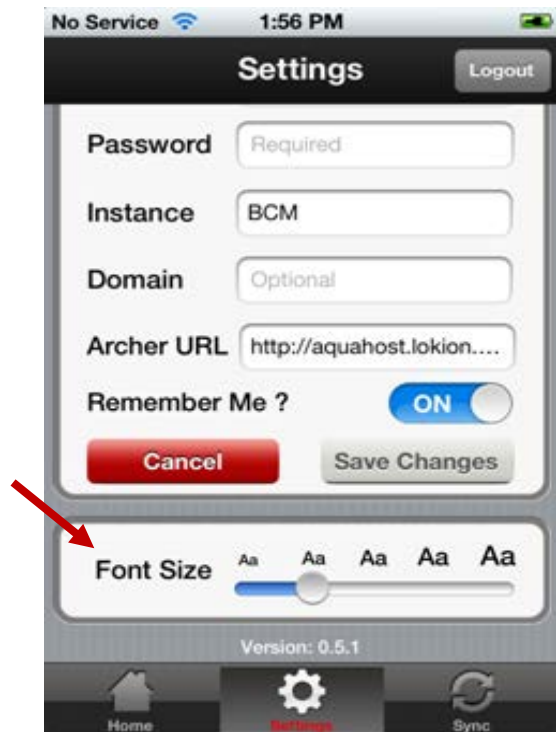 No Service 1:56 PM
Settings Logout
Password Required
Instance BCM
Domain Optional
Archer URL http://aquahost.lokion....
Remember Me ? ON
Cancel Save Changes
Font Size Aa Aa Aa Aa Aa
Version: 0.5.1
Home Settings Sync